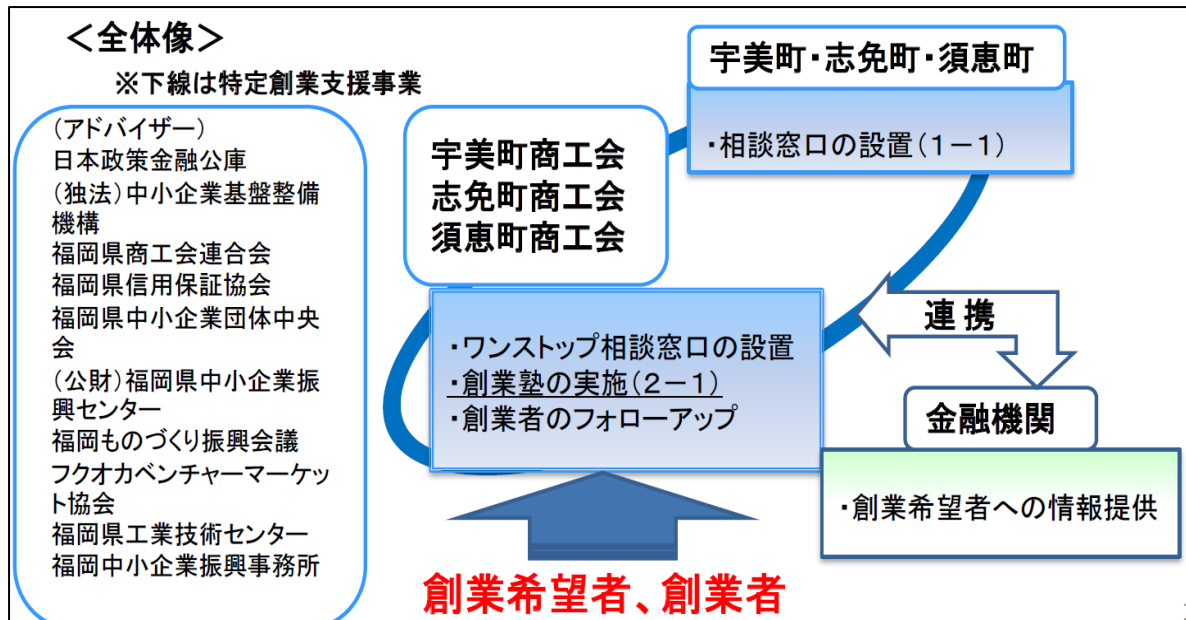 ＜全体像＞
※下線は特定創業支援事業
（アドバイザー）
日本政策金融公庫
（独法）中小企業基盤整備
機構
福岡県商工会連合会
福岡県信用保証協会
福岡県中小企業団体中央
会
（公財）福岡県中小企業振
興センター
福岡ものづくり振興会議
フクオカベンチャーマーケッ
ト協会
福岡県工業技術センター
福岡中小企業振興事務所
宇美町商工会
志免町商工会
須恵町商工会
・ワンストップ相談窓口の設置
・創業塾の実施（２－１）
・創業者のフォローアップ
宇美町・志免町・須恵町
・相談窓口の設置（１－１）
連 携
金融機関
・創業希望者への情報提供
創業希望者、創業者